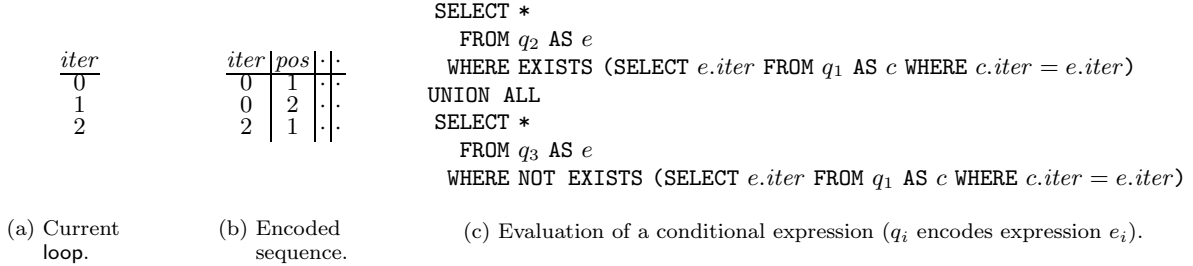 iter
0
1
2
(a) Current
loop.
iter pos · ·
0 1 · ·
0 2 · ·
2 1 · ·
(b) Encoded
sequence.
SELECT *
FROM q₂ AS e
WHERE EXISTS (SELECT e.iter FROM q₁ AS c WHERE c.iter = e.iter)
UNION ALL
SELECT *
FROM q₃ AS e
WHERE NOT EXISTS (SELECT e.iter FROM q₁ AS c WHERE c.iter = e.iter)
(c) Evaluation of a conditional expression (qᵢ encodes expression eᵢ).